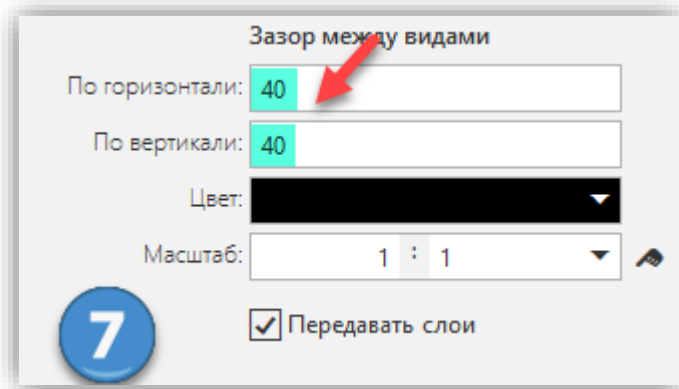 Зазор между видами
По горизонтали: 40
По вертикали: 40
Цвет:
Масштаб: 1 : 1
7
Передавать слои